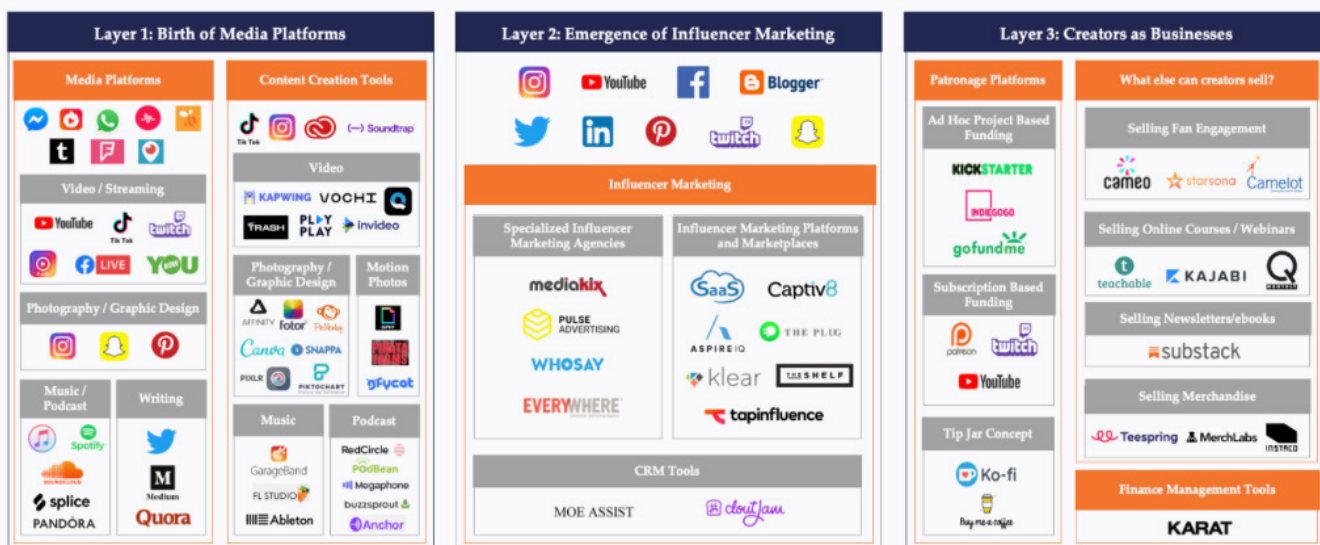 Layer 1: Birth of Media Platforms
Media Platforms
t
Video / Streaming
YouTube
Tik Tok
twitch
LIVE
YOU
NOW
Photography / Graphic Design
Music /
Podcast
Spotify
SOUNDCLOUD
splice
PANDORA
Writing
M
Medium
Quora
Content Creation Tools
Tik Tok
Soundtrap
Video
KAPWING
VOCHI
TRASH
PLAY
PLAY
invideo
Photography /
Graphic Design
AFFINITY
fotor
PicMonkey
Canva
SNAPPA
PIXLR
PIKTOCHART
Motion
Photos
GIPHY
gfycat
Music
GarageBand
FL STUDIO
Ableton
Podcast
RedCircle
PodBean
Megaphone
buzzsprout
Anchor
Layer 2: Emergence of Influencer Marketing
YouTube
Blogger
twitch
Influencer Marketing
Specialized Influencer
Marketing Agencies
mediakix
PULSE
ADVERTISING
WHOSAY
EVERYWHERE
Influencer Marketing Platforms
and Marketplaces
SaaS
Captiv8
ASPIREIQ
THE PLUG
klear
THE SHELF
tapinfluence
CRM Tools
MOE ASSIST
cloutjam
Layer 3: Creators as Businesses
Patronage Platforms
Ad Hoc Project Based
Funding
KICKSTARTER
INDIEGOGO
gofundme
Subscription Based
Funding
patreon
twitch
YouTube
Tip Jar Concept
Ko-fi
Buy me a coffee
What else can creators sell?
Selling Fan Engagement
cameo
starsona
Camelot
Selling Online Courses / Webinars
teachable
KAJABI
Selling Newsletters/ebooks
substack
Selling Merchandise
Teespring
MerchLabs
INSTACO
Finance Management Tools
KARAT